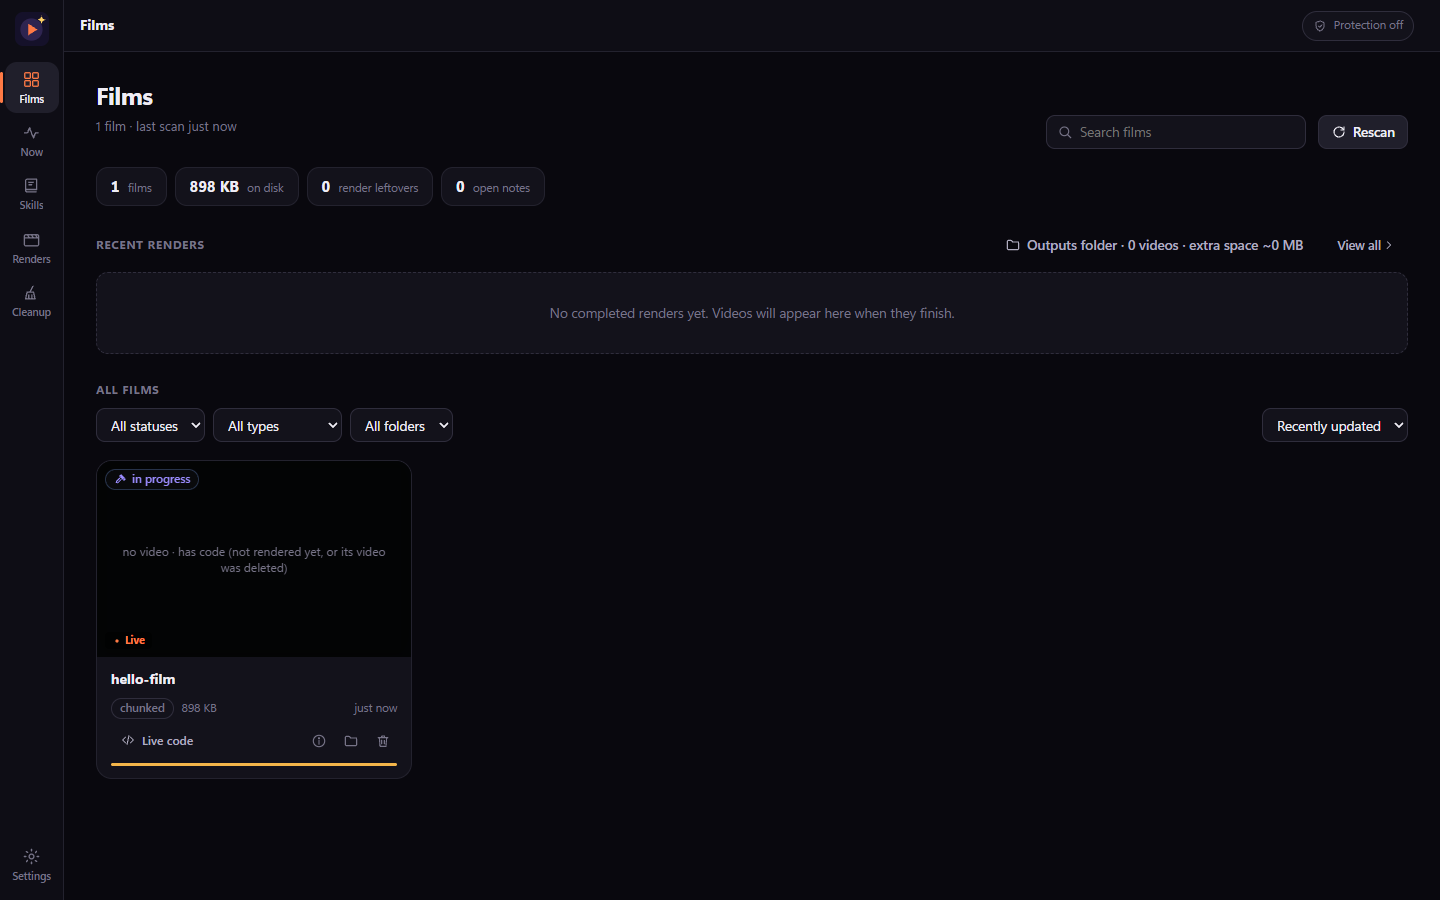 Films
Protection off
Films
Now
Skills
Renders
Cleanup
Settings
Films
1 film · last scan just now
Search films
Rescan
1 films
898 KB on disk
0 render leftovers
0 open notes
RECENT RENDERS
Outputs folder · 0 videos · extra space ~0 MB
View all
No completed renders yet. Videos will appear here when they finish.
ALL FILMS
All statuses
All types
All folders
Recently updated
in progress
no video · has code (not rendered yet, or its video
was deleted)
• Live
hello-film
chunked 898 KB just now
Live code